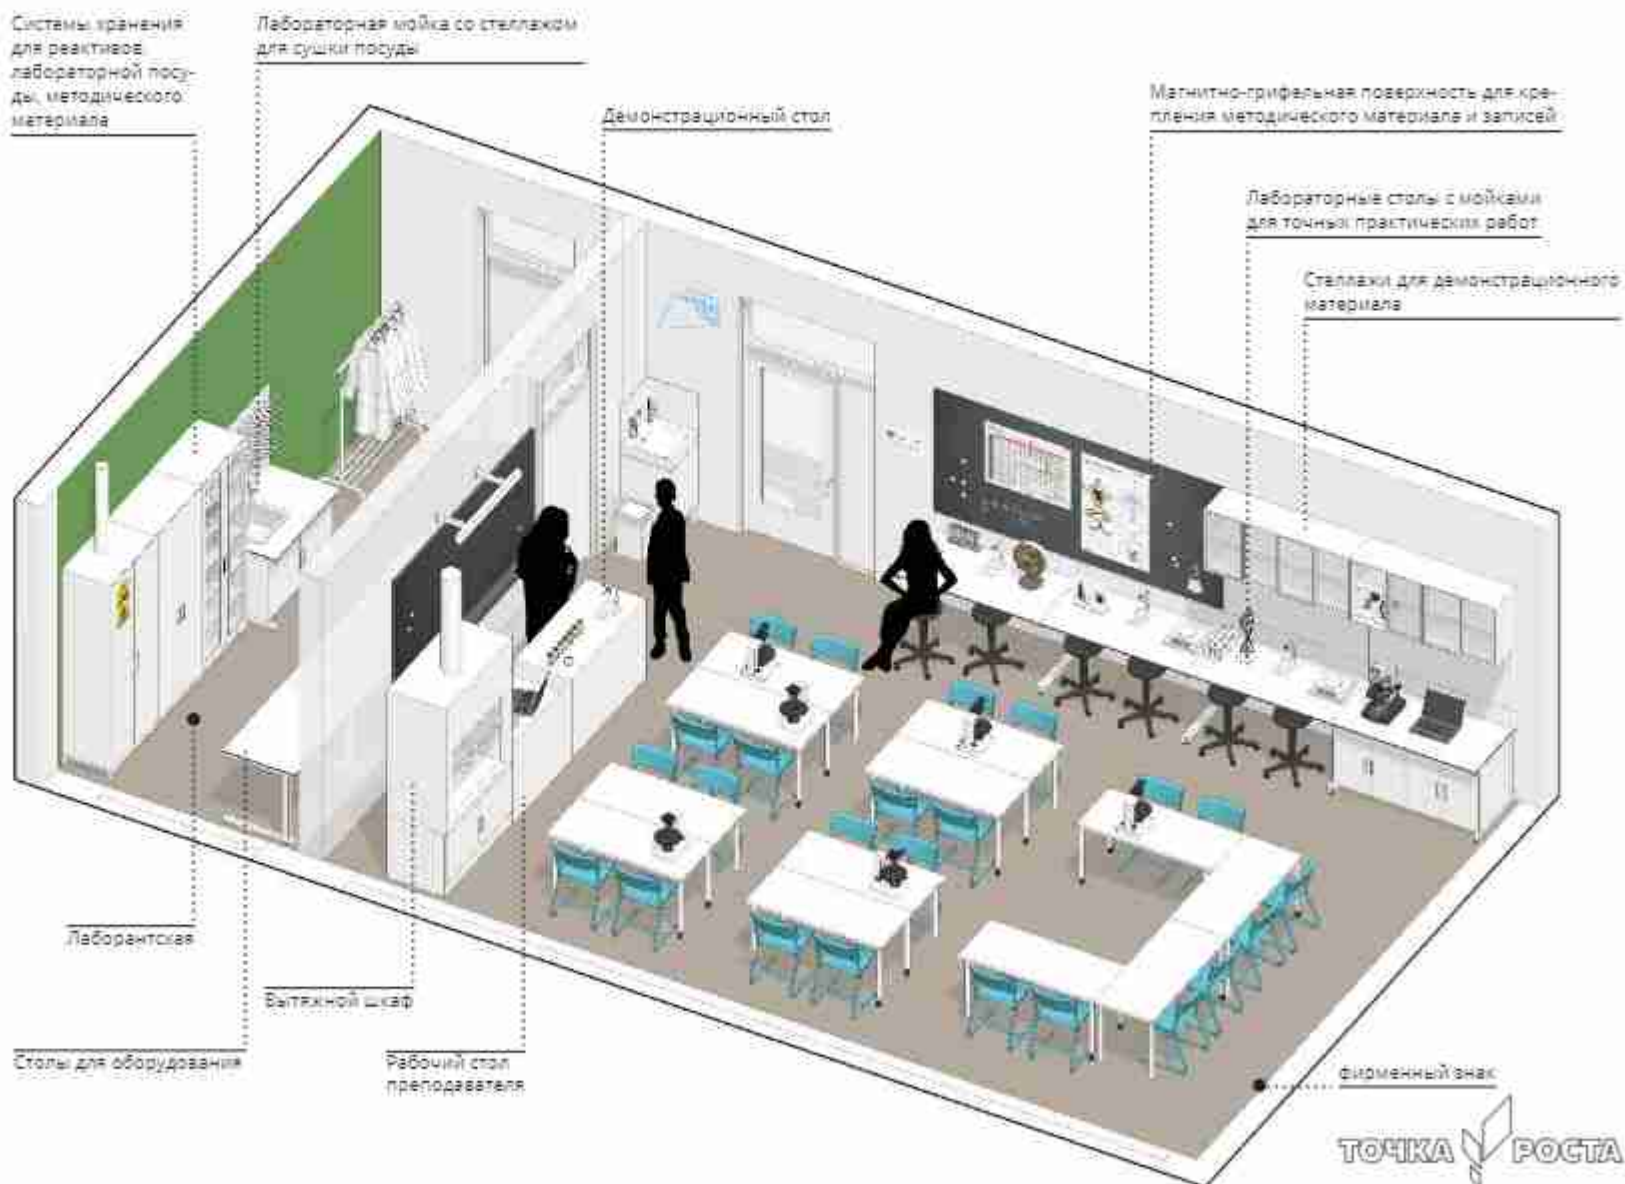 Системы хранения
для реактивов,
лабораторной посу-
ды, методического
материала
Лабораторная мойка со стеллажом
для сушки посуды
Демонстрационный стол
Магнитно-грифельная поверхность для кре-
пления методического материала и записей
Лабораторные столы с мойками
для точных практических работ
Стеллажи для демонстрационного
материала
Лаборантская
Вытяжной шкаф
Столы для оборудования
Рабочий стол
преподавателя
фирменный знак
ТОЧКА РОСТА